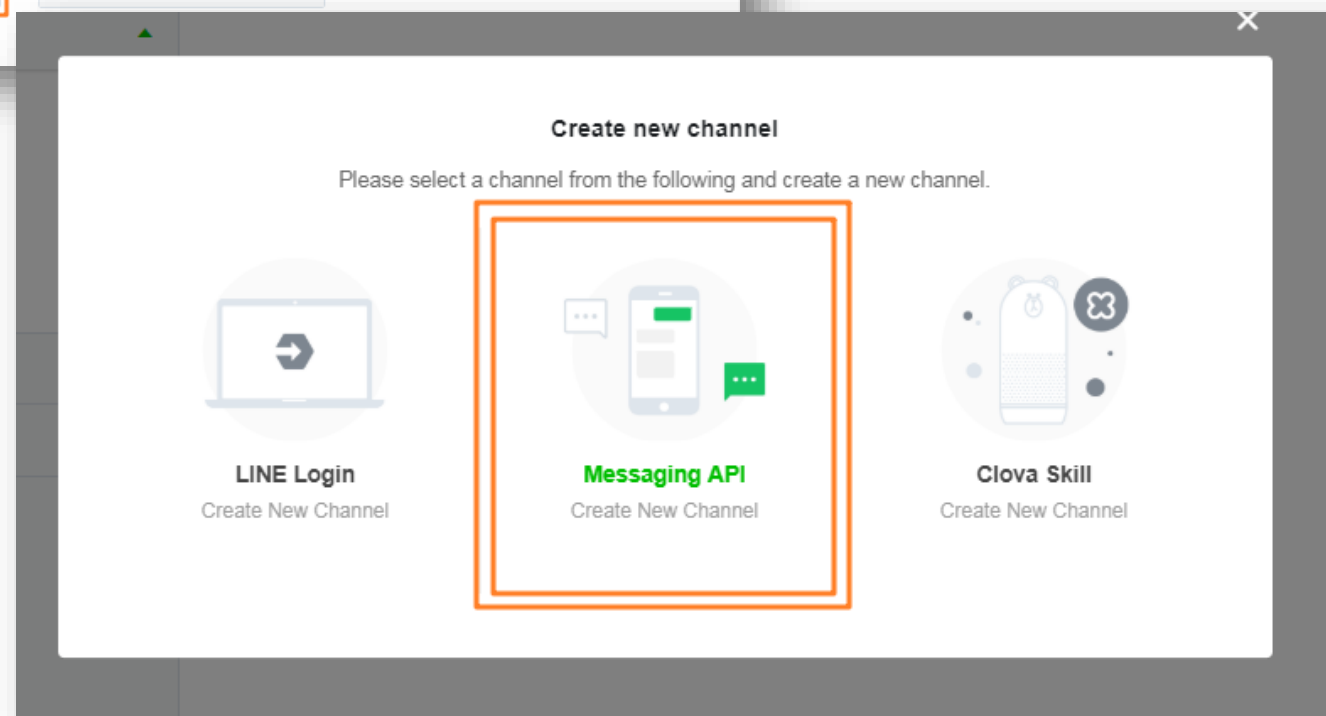 Create new channel
Please select a channel from the following and create a new channel.
LINE Login
Create New Channel
Messaging API
Create New Channel
Clova Skill
Create New Channel